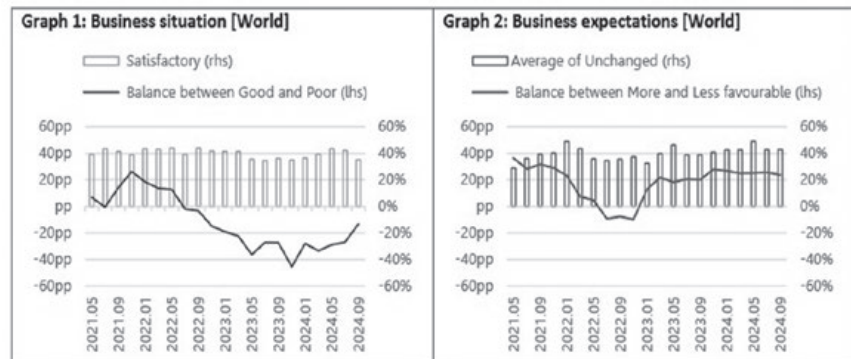 Graph 1: Business situation [World]
Satisfactory (rhs)
Balance between Good and Poor (lhs)
60pp
40pp
20pp
pp
-20pp
-40pp
-60pp
60%
40%
20%
0%
-20%
-40%
-60%
2021.05
2021.09
2022.01
2022.05
2022.09
2023.01
2023.05
2023.09
2024.01
2024.05
2024.09
Graph 2: Business expectations [World]
Average of Unchanged (rhs)
Balance between More and Less favourable (lhs)
60pp
40pp
20pp
pp
-20pp
-40pp
-60pp
60%
40%
20%
0%
-20%
-40%
-60%
2021.05
2021.09
2022.01
2022.05
2022.09
2023.01
2023.05
2023.09
2024.01
2024.05
2024.09